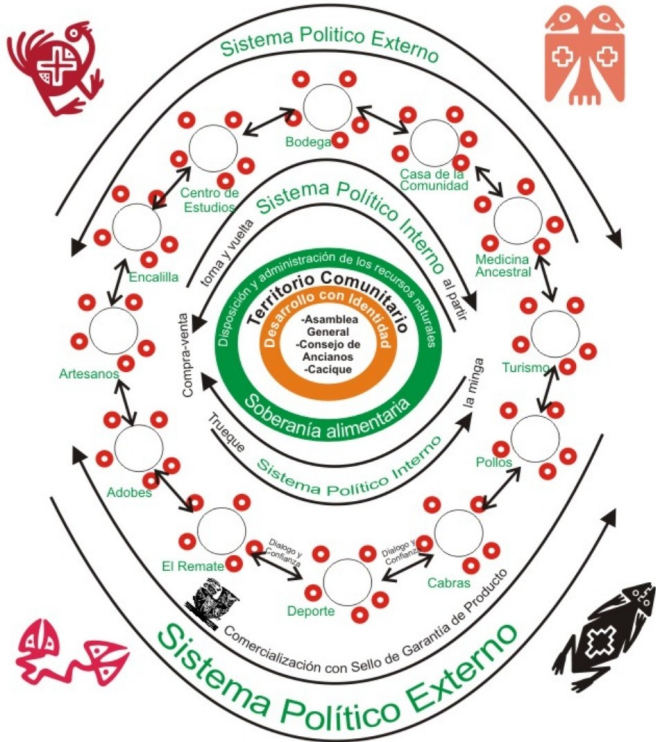 Sistema Politico Externo
Bodega
Casa de la
Comunidad
Centro de
Estudios
Sistema Político Interno
Medicina
Ancestral
Encalilla
toma y vuelta
al partir
Disposición y administración de los recursos naturales
Territorio Comunitario
Desarrollo con Identidad
-Asamblea
General
-Consejo de
Ancianos
-Cacique
Soberanía alimentaria
Compra-venta
la minga
Artesanos
Turismo
Trueque
Sistema Político Interno
Adobes
Pollos
El Remate
Dialogo y
Confianza
Deporte
Dialogo y
Confianza
Cabras
Comercialización con Sello de Garantía de Producto
Sistema Político Externo